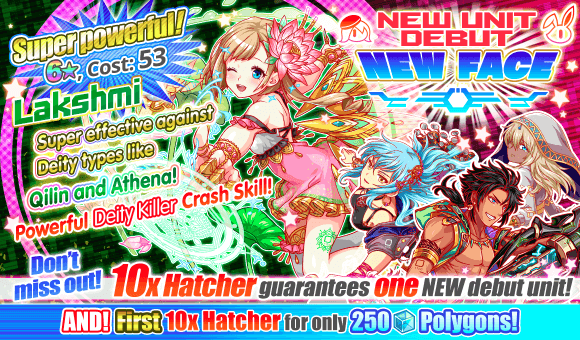 Super powerful!
6☆, Cost: 53
Lakshmi
Super effective against
Deity types like
Qilin and Athena!
Powerful Deity Killer Crash Skill!
NEW UNIT
DEBUT
NEW FACE
Don't
miss out!
10x Hatcher guarantees one NEW debut unit!
AND! First 10x Hatcher for only 250 Polygons!